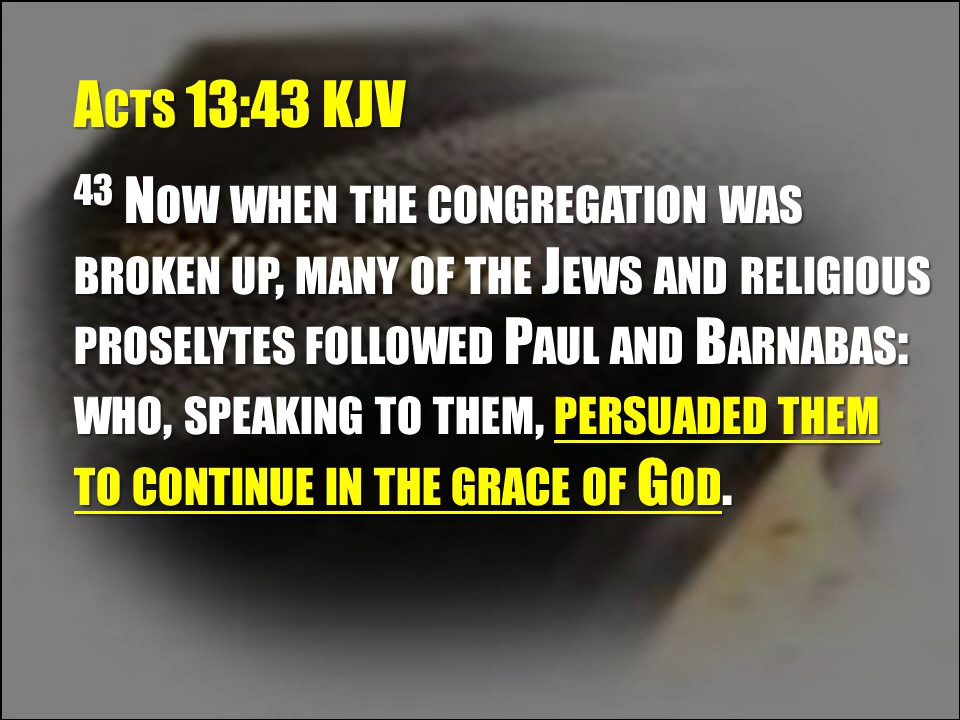 Acts 13:43 KJV
43 Now when the congregation was
broken up, many of the Jews and religious
proselytes followed Paul and Barnabas:
who, speaking to them, persuaded them
to continue in the grace of God.